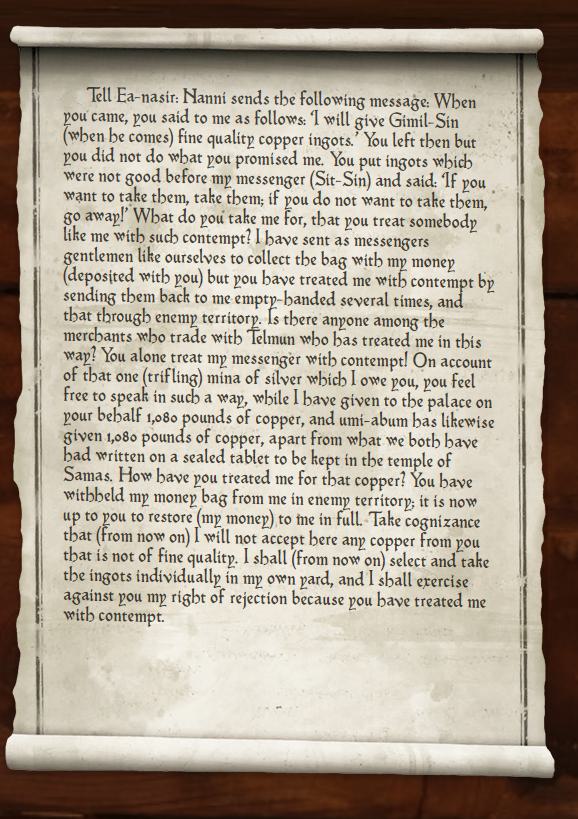 Tell Ea-nasir: Nanni sends the following message: When
you came, you said to me as follows: 'I will give Gimil-Sin
(when he comes) fine quality copper ingots.' You left then but
you did not do what you promised me. You put ingots which
were not good before my messenger (Sit-Sin) and said: 'If you
want to take them, take them; if you do not want to take them,
go away!' What do you take me for, that you treat somebody
like me with such contempt? I have sent as messengers
gentlemen like ourselves to collect the bag with my money
(deposited with you) but you have treated me with contempt by
sending them back to me empty-handed several times, and
that through enemy territory. Is there anyone among the
merchants who trade with Telmun who has treated me in this
way? You alone treat my messenger with contempt! On account
of that one (trifling) mina of silver which I owe you, you feel
free to speak in such a way, while I have given to the palace on
your behalf 1,080 pounds of copper, and umi-abum has likewise
given 1,080 pounds of copper, apart from what we both have
had written on a sealed tablet to be kept in the temple of
Samas. How have you treated me for that copper? You have
withheld my money bag from me in enemy territory; it is now
up to you to restore (my money) to me in full. Take cognizance
that (from now on) I will not accept here any copper from you
that is not of fine quality. I shall (from now on) select and take
the ingots individually in my own yard, and I shall exercise
against you my right of rejection because you have treated me
with contempt.